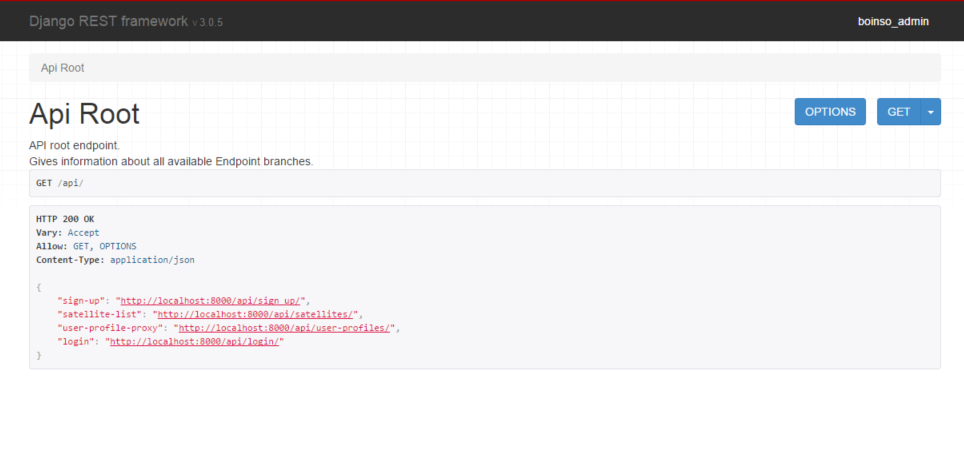 Django REST framework v 3.0.5
boinso_admin
Api Root
Api Root
OPTIONS
GET
API root endpoint.
Gives information about all available Endpoint branches.
GET /api/
HTTP 200 OK
Vary: Accept
Allow: GET, OPTIONS
Content-Type: application/json
{
"sign-up": "http://localhost:8000/api/sign_up/",
"satellite-list": "http://localhost:8000/api/satellites/",
"user-profile-proxy": "http://localhost:8000/api/user-profiles/",
"login": "http://localhost:8000/api/login/"
}